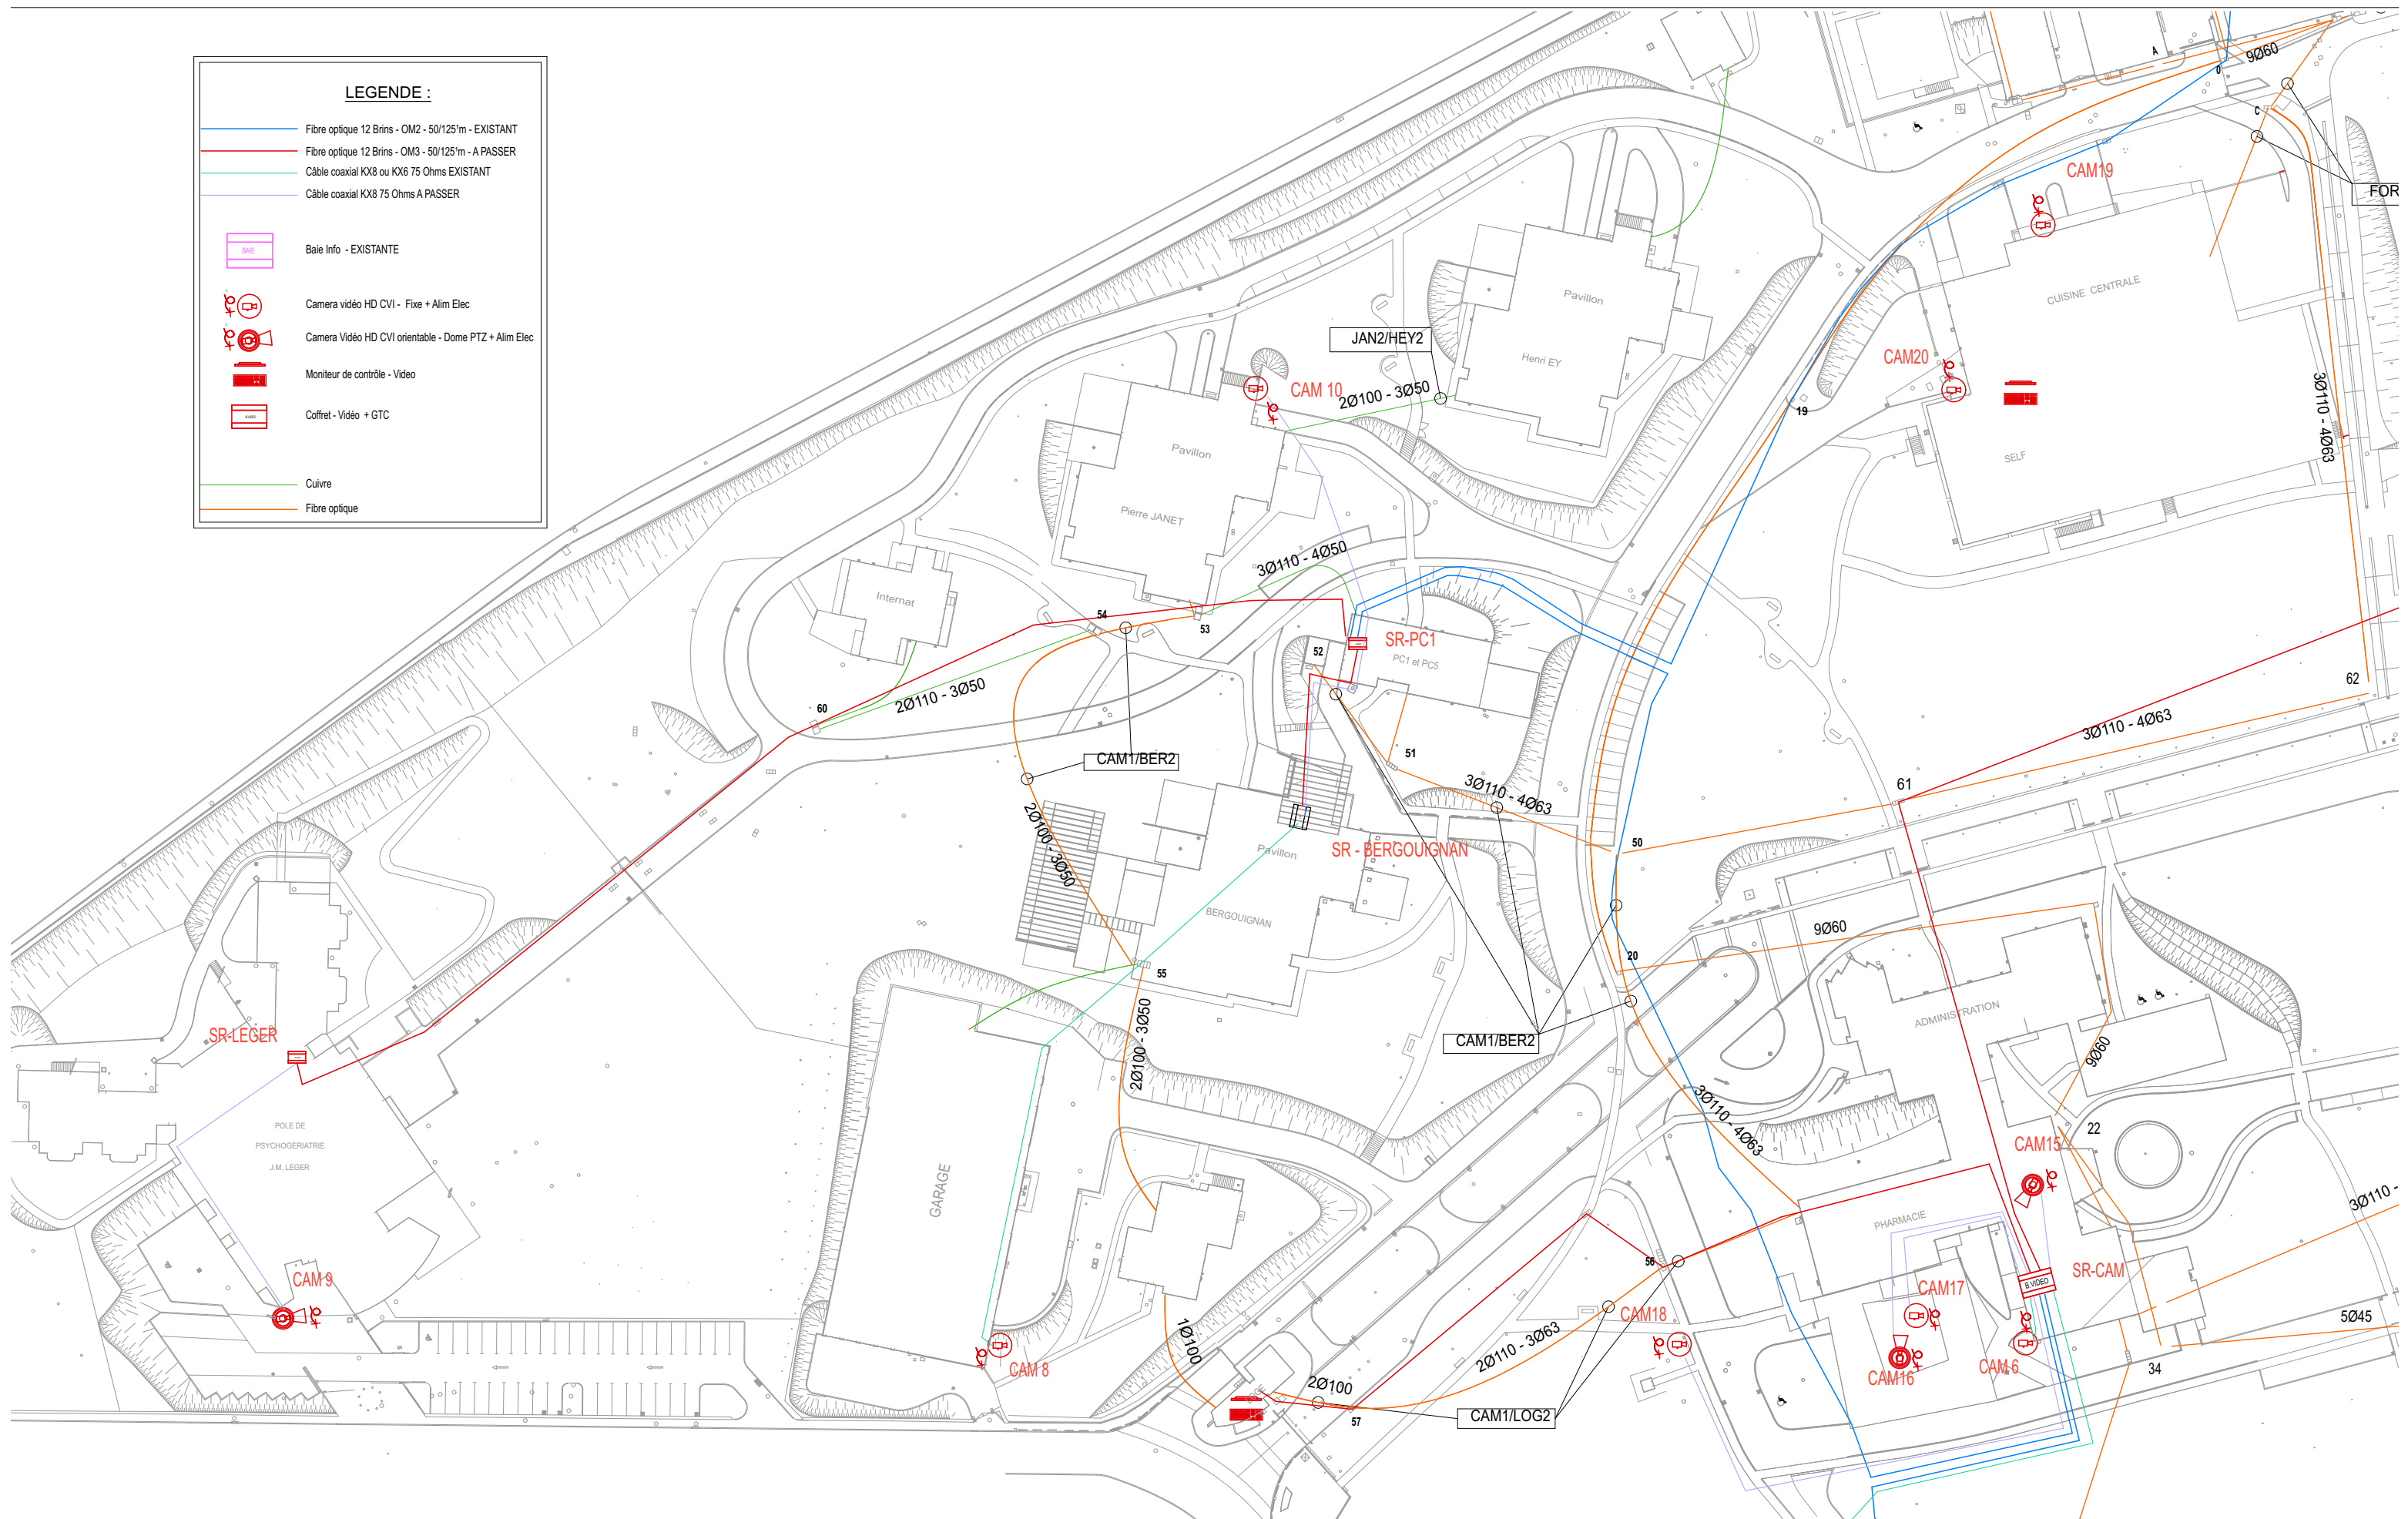 LEGENDE :
Fibre optique 12 Brins - OM2 - 50/125¹m - EXISTANT
Fibre optique 12 Brins - OM3 - 50/125¹m - A PASSER
Câble coaxial KX8 ou KX6 75 Ohms EXISTANT
Câble coaxial KX8 75 Ohms A PASSER
BAIE
Baie Info - EXISTANTE
Camera vidéo HD CVI - Fixe + Alim Elec
Camera Vidéo HD CVI orientable - Dome PTZ + Alim Elec
Moniteur de contrôle - Video
Coffret - Vidéo + GTC
Cuivre
Fibre optique
A
0
9Ø60
C
FOR
CAM19
CUISINE CENTRALE
CAM20
SELF
19
3Ø110 - 4Ø63
Pavillon
Henri EY
JAN2/HEY2
2Ø100 - 3Ø50
CAM 10
Pavillon
Pierre JANET
3Ø110 - 4Ø50
Internat
54
53
60
2Ø110 - 3Ø50
52
SR-PC1
PC1 et PC5
51
3Ø110 - 4Ø63
CAM1/BER2
2Ø100 - 3Ø50
SR - BERGOUIGNAN
Pavillon
BERGOUIGNAN
50
61
62
3Ø110 - 4Ø63
9Ø60
20
ADMINISTRATION
9Ø60
CAM1/BER2
55
2Ø100 - 3Ø50
3Ø110 - 4Ø63
SR-LEGER
POLE DE
PSYCHOGERIATRIE
J.M. LEGER
GARAGE
CAM 9
CAM 8
1Ø100
2Ø100
57
56
2Ø110 - 3Ø63
CAM1/LOG2
CAM18
PHARMACIE
CAM15
22
3Ø110 -
SR-CAM
B.VIDEO
CAM17
CAM16
CAM 6
5Ø45
34